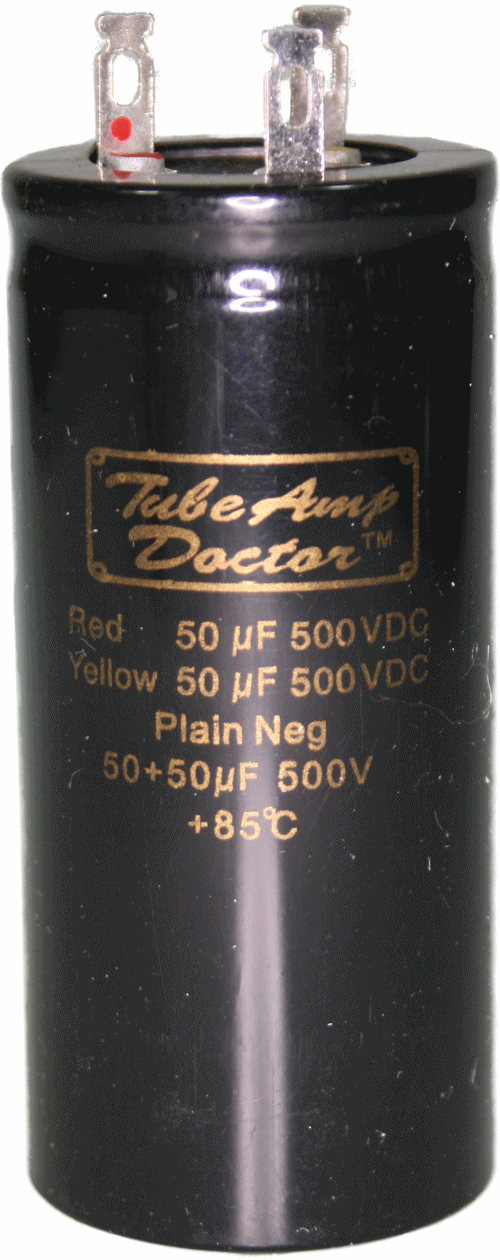 Tube Amp
Doctor™
Red 50 µF 500VDC
Yellow 50 µF 500VDC
Plain Neg
50+50µF 500V
+85°C